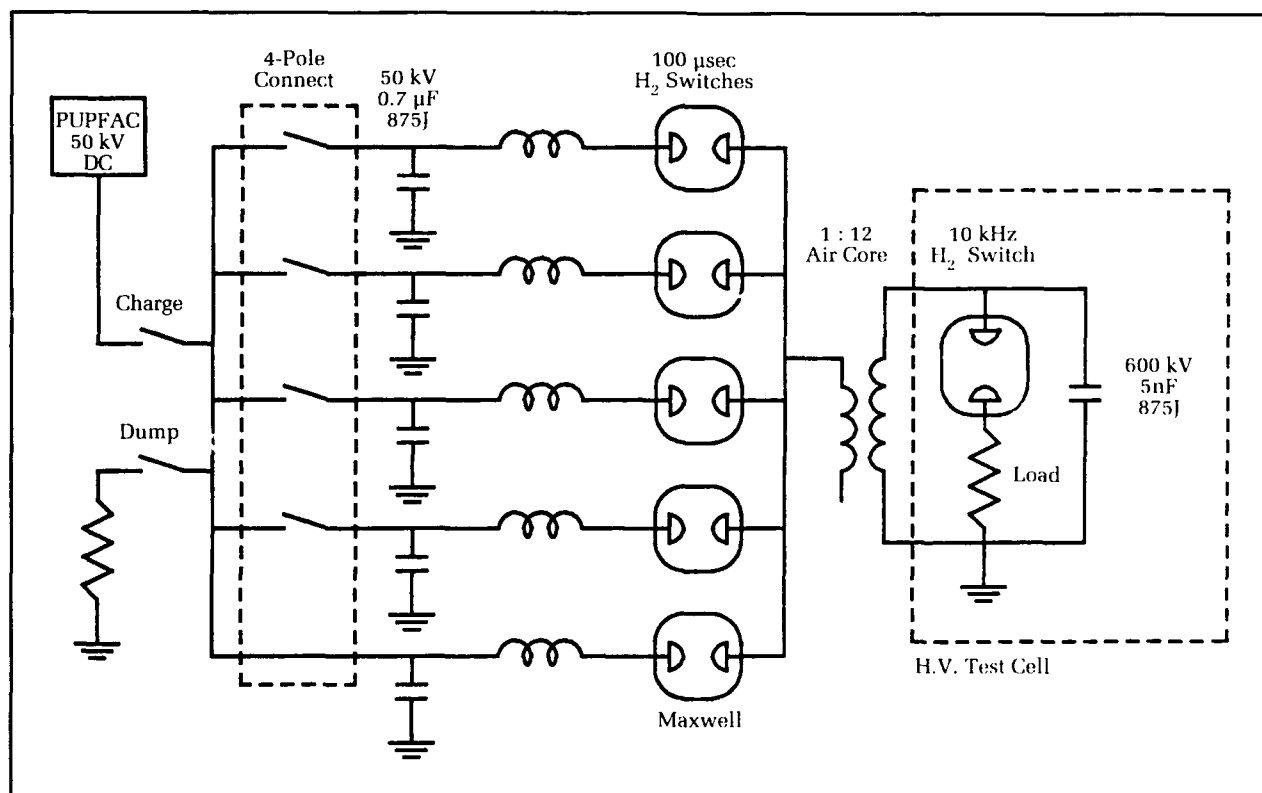 4-Pole
Connect
50 kV
0.7 μF
875J
100 μsec
H₂ Switches
PUPFAC
50 kV
DC
1 : 12
Air Core
10 kHz
H₂ Switch
Charge
600 kV
5nF
875J
Dump
Load
H.V. Test Cell
Maxwell